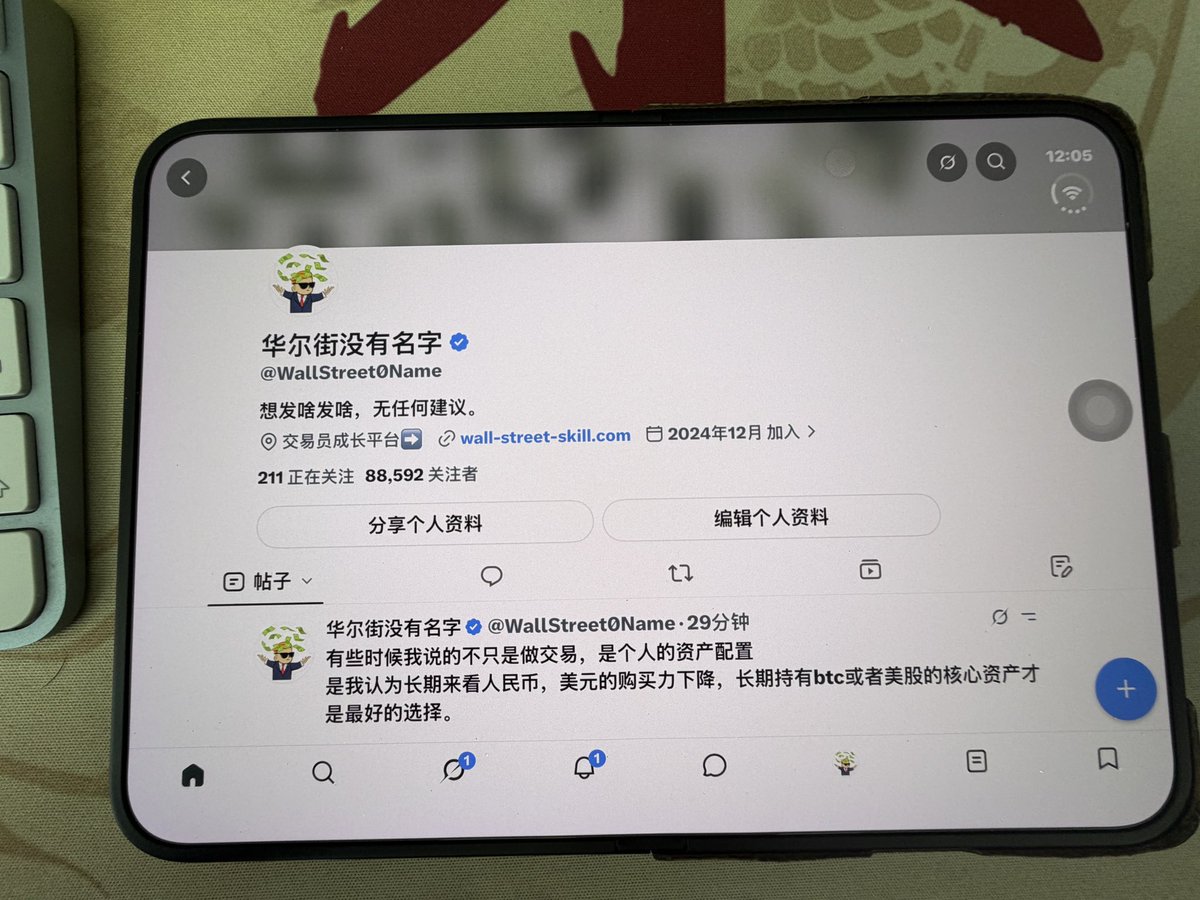 12:05
华尔街没有名字
@WallStreet0Name
想发啥发啥，无任何建议。
交易员成长平台➡️ wall-street-skill.com 2024年12月 加入
211 正在关注 88,592 关注者
分享个人资料 编辑个人资料
帖子
华尔街没有名字 @WallStreet0Name · 29分钟
有些时候我说的不只是做交易，是个人的资产配置
是我认为长期来看人民币，美元的购买力下降，长期持有btc或者美股的核心资产才
是最好的选择。
1 1